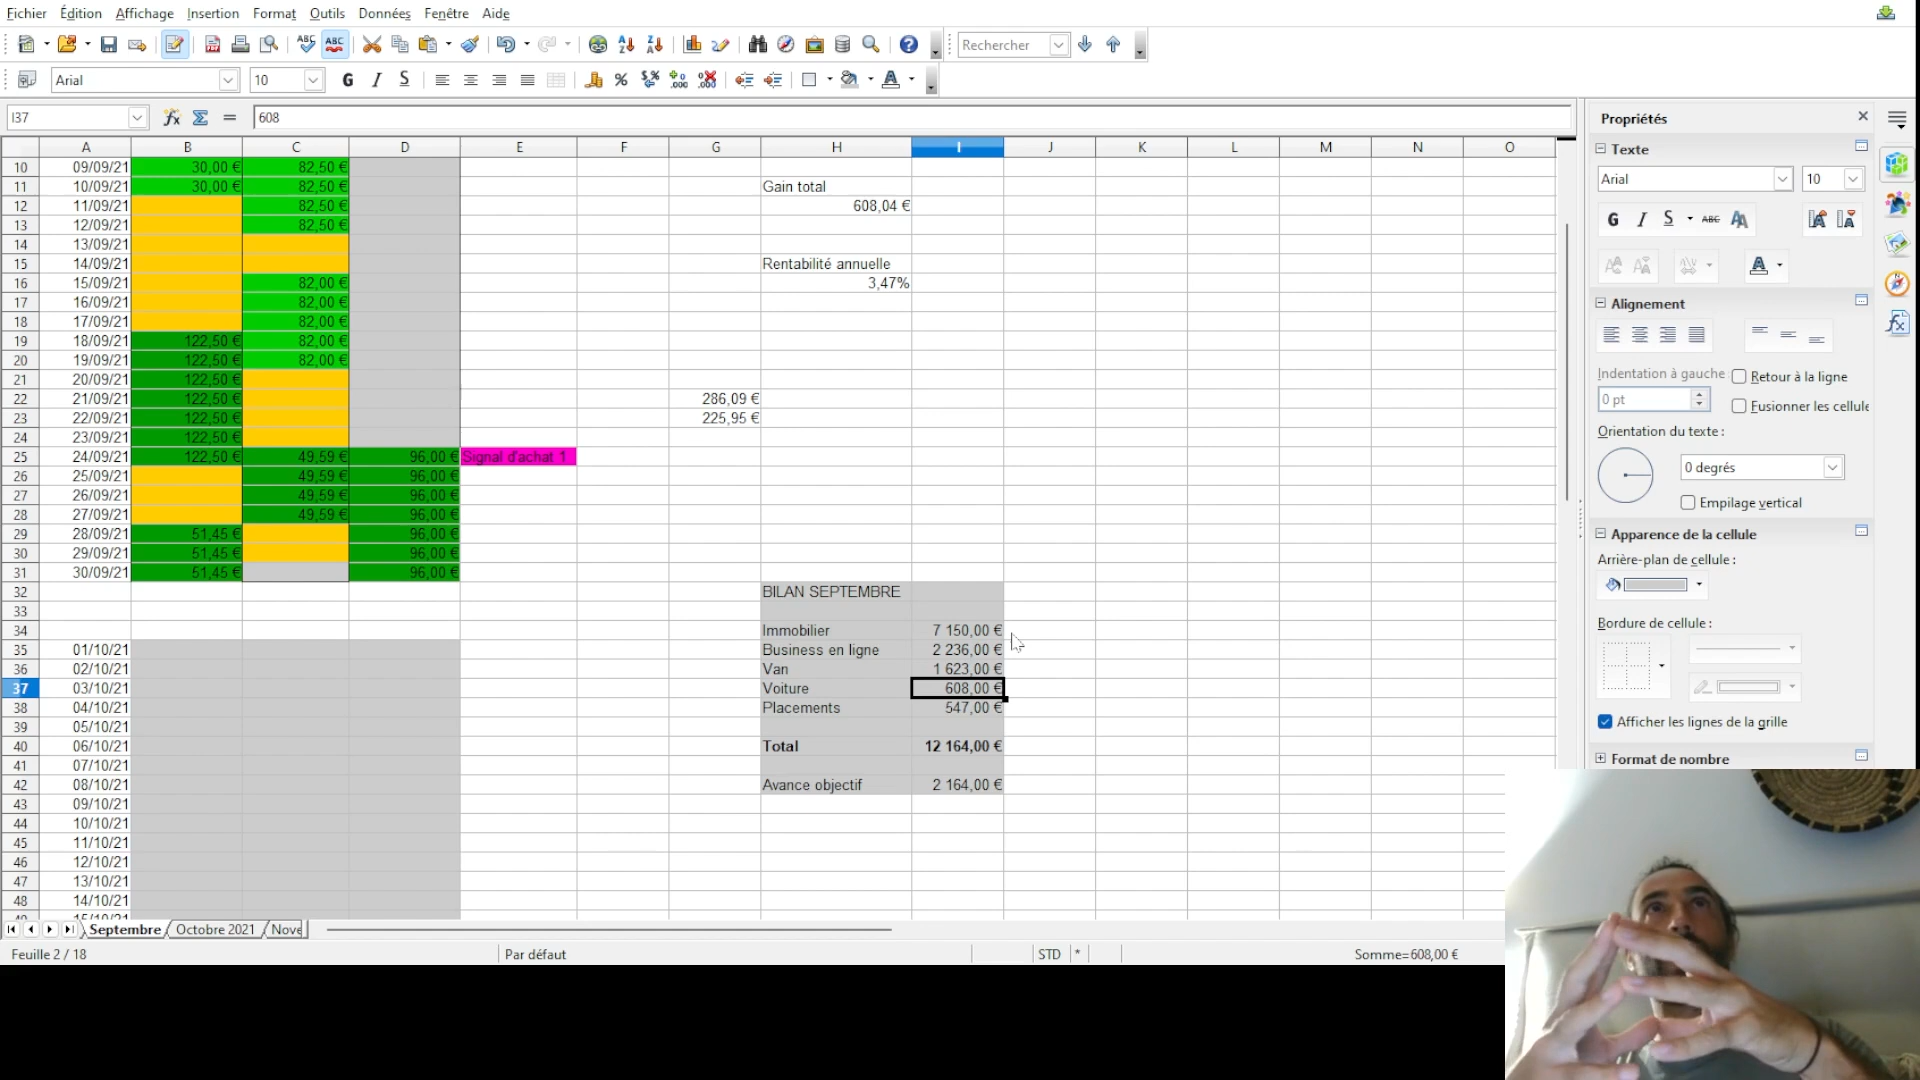 Fichier Édition Affichage Insertion Format Outils Données Fenêtre Aide
Rechercher
Arial 10 G I S
I37 608
A B C D E F G H I J K L M N O
10 09/09/21 30,00 € 82,50 €
11 10/09/21 30,00 € 82,50 € Gain total
12 11/09/21 82,50 € 608,04 €
13 12/09/21 82,50 €
14 13/09/21
15 14/09/21 Rentabilité annuelle
16 15/09/21 82,00 € 3,47%
17 16/09/21 82,00 €
18 17/09/21 82,00 €
19 18/09/21 122,50 € 82,00 €
20 19/09/21 122,50 € 82,00 €
21 20/09/21 122,50 €
22 21/09/21 122,50 € 286,09 €
23 22/09/21 122,50 € 225,95 €
24 23/09/21 122,50 €
25 24/09/21 122,50 € 49,59 € 96,00 € Signal d'achat 1
26 25/09/21 49,59 € 96,00 €
27 26/09/21 49,59 € 96,00 €
28 27/09/21 49,59 € 96,00 €
29 28/09/21 51,45 € 96,00 €
30 29/09/21 51,45 € 96,00 €
31 30/09/21 51,45 € 96,00 €
32 BILAN SEPTEMBRE
33
34 Immobilier 7 150,00 €
35 01/10/21 Business en ligne 2 236,00 €
36 02/10/21 Van 1 623,00 €
37 03/10/21 Voiture 608,00 €
38 04/10/21 Placements 547,00 €
39 05/10/21
40 06/10/21 Total 12 164,00 €
41 07/10/21
42 08/10/21 Avance objectif 2 164,00 €
43 09/10/21
44 10/10/21
45 11/10/21
46 12/10/21
47 13/10/21
48 14/10/21
49 15/10/21
Septembre Octobre 2021 Nove
Feuille 2 / 18 Par défaut STD * Somme=608,00 €
Propriétés
Texte
Arial 10
G I S ABC
Alignement
Indentation à gauche Retour à la ligne
0 pt Fusionner les cellule
Orientation du texte :
0 degrés
Empilage vertical
Apparence de la cellule
Arrière-plan de cellule :
Bordure de cellule :
Afficher les lignes de la grille
Format de nombre